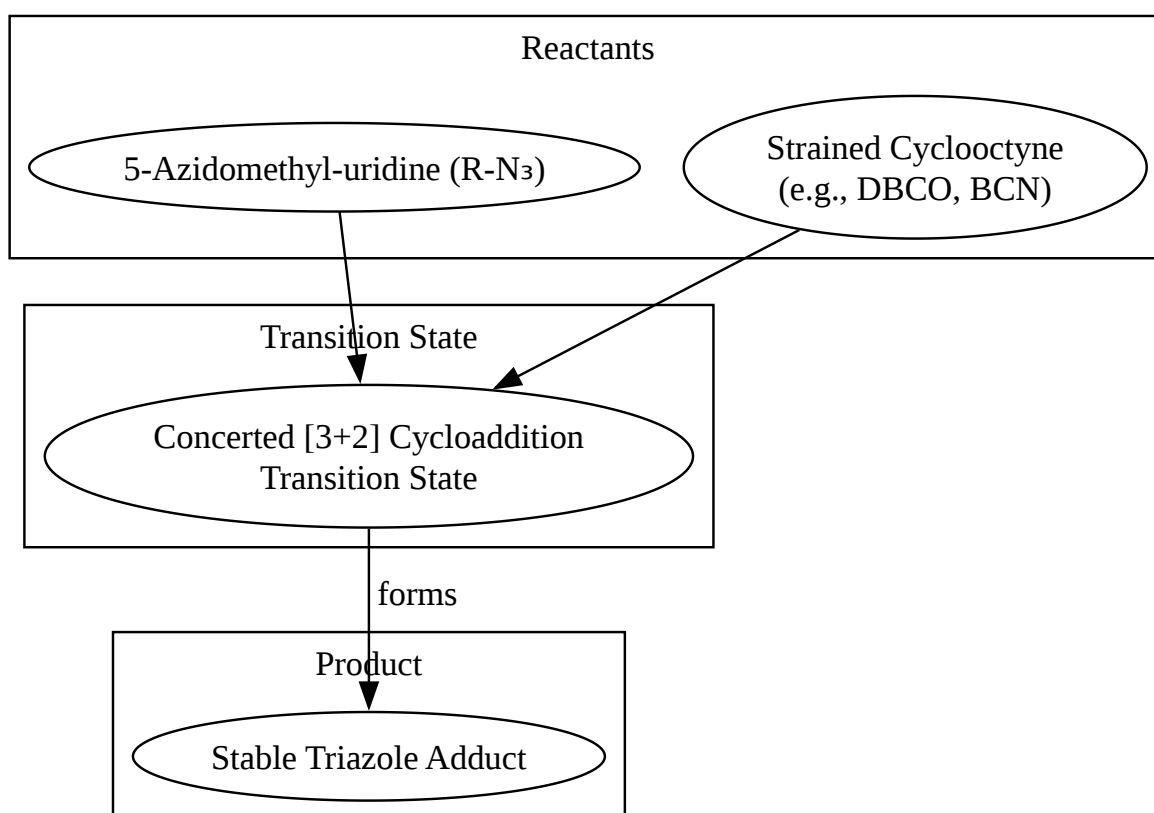 Reactants
5-Azidomethyl-uridine (R-N₃)
Strained Cyclooctyne
(e.g., DBCO, BCN)
Transition State
Concerted [3+2] Cycloaddition
Transition State
forms
Product
Stable Triazole Adduct